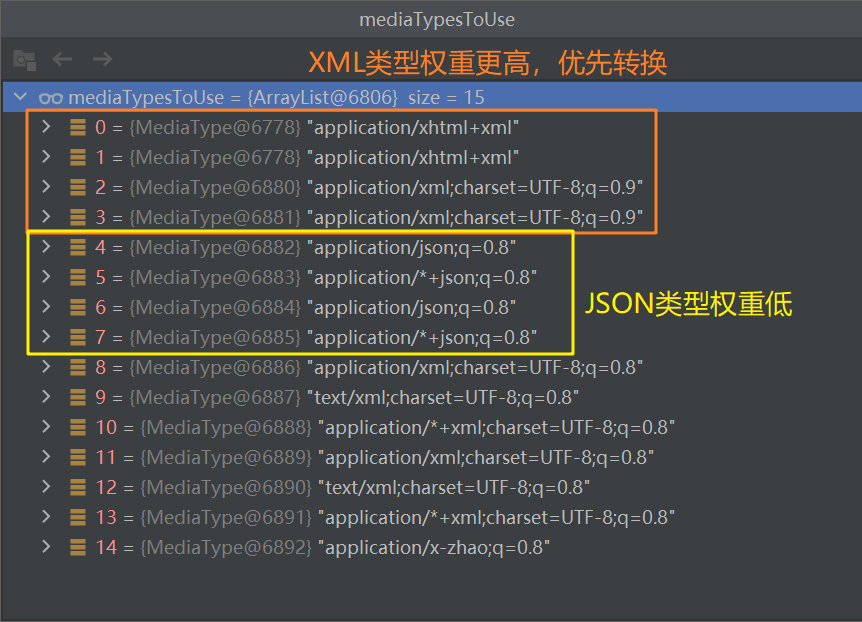 mediaTypesToUse
XML类型权重更高，优先转换
mediaTypesToUse = {ArrayList@6806} size = 15
0 = {MediaType@6778} "application/xhtml+xml"
1 = {MediaType@6778} "application/xhtml+xml"
2 = {MediaType@6880} "application/xml;charset=UTF-8;q=0.9"
3 = {MediaType@6881} "application/xml;charset=UTF-8;q=0.9"
4 = {MediaType@6882} "application/json;q=0.8"
5 = {MediaType@6883} "application/*+json;q=0.8"
JSON类型权重低
6 = {MediaType@6884} "application/json;q=0.8"
7 = {MediaType@6885} "application/*+json;q=0.8"
8 = {MediaType@6886} "application/xml;charset=UTF-8;q=0.8"
9 = {MediaType@6887} "text/xml;charset=UTF-8;q=0.8"
10 = {MediaType@6888} "application/*+xml;charset=UTF-8;q=0.8"
11 = {MediaType@6889} "application/xml;charset=UTF-8;q=0.8"
12 = {MediaType@6890} "text/xml;charset=UTF-8;q=0.8"
13 = {MediaType@6891} "application/*+xml;charset=UTF-8;q=0.8"
14 = {MediaType@6892} "application/x-zhao;q=0.8"